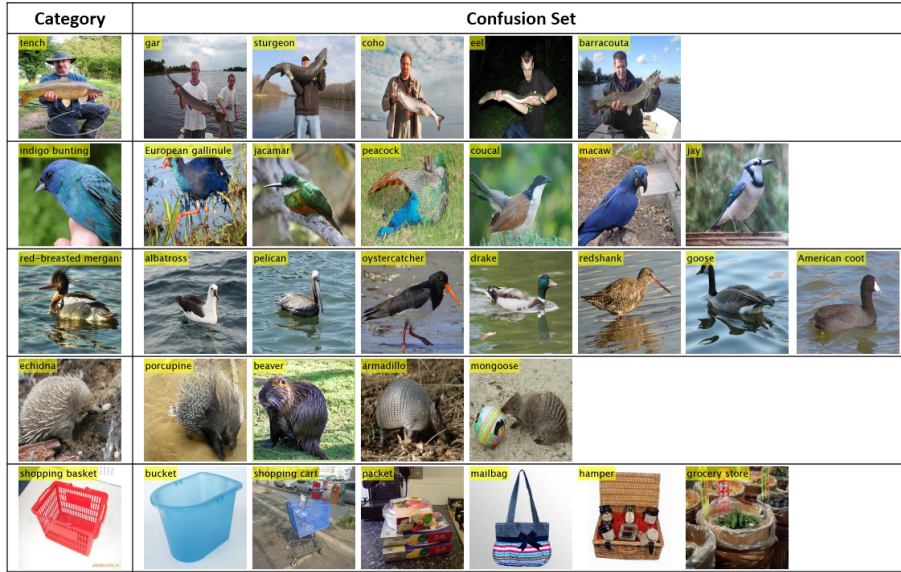 Category Confusion Set
tench gar sturgeon coho eel barracouta
indigo bunting European gallinule jacamar peacock coucal macaw jay
red-breasted mergans albatross pelican oystercatcher drake redshank goose American coot
echidna porcupine beaver armadillo mongoose
shopping basket bucket shopping cart packet mailbag hamper grocery store